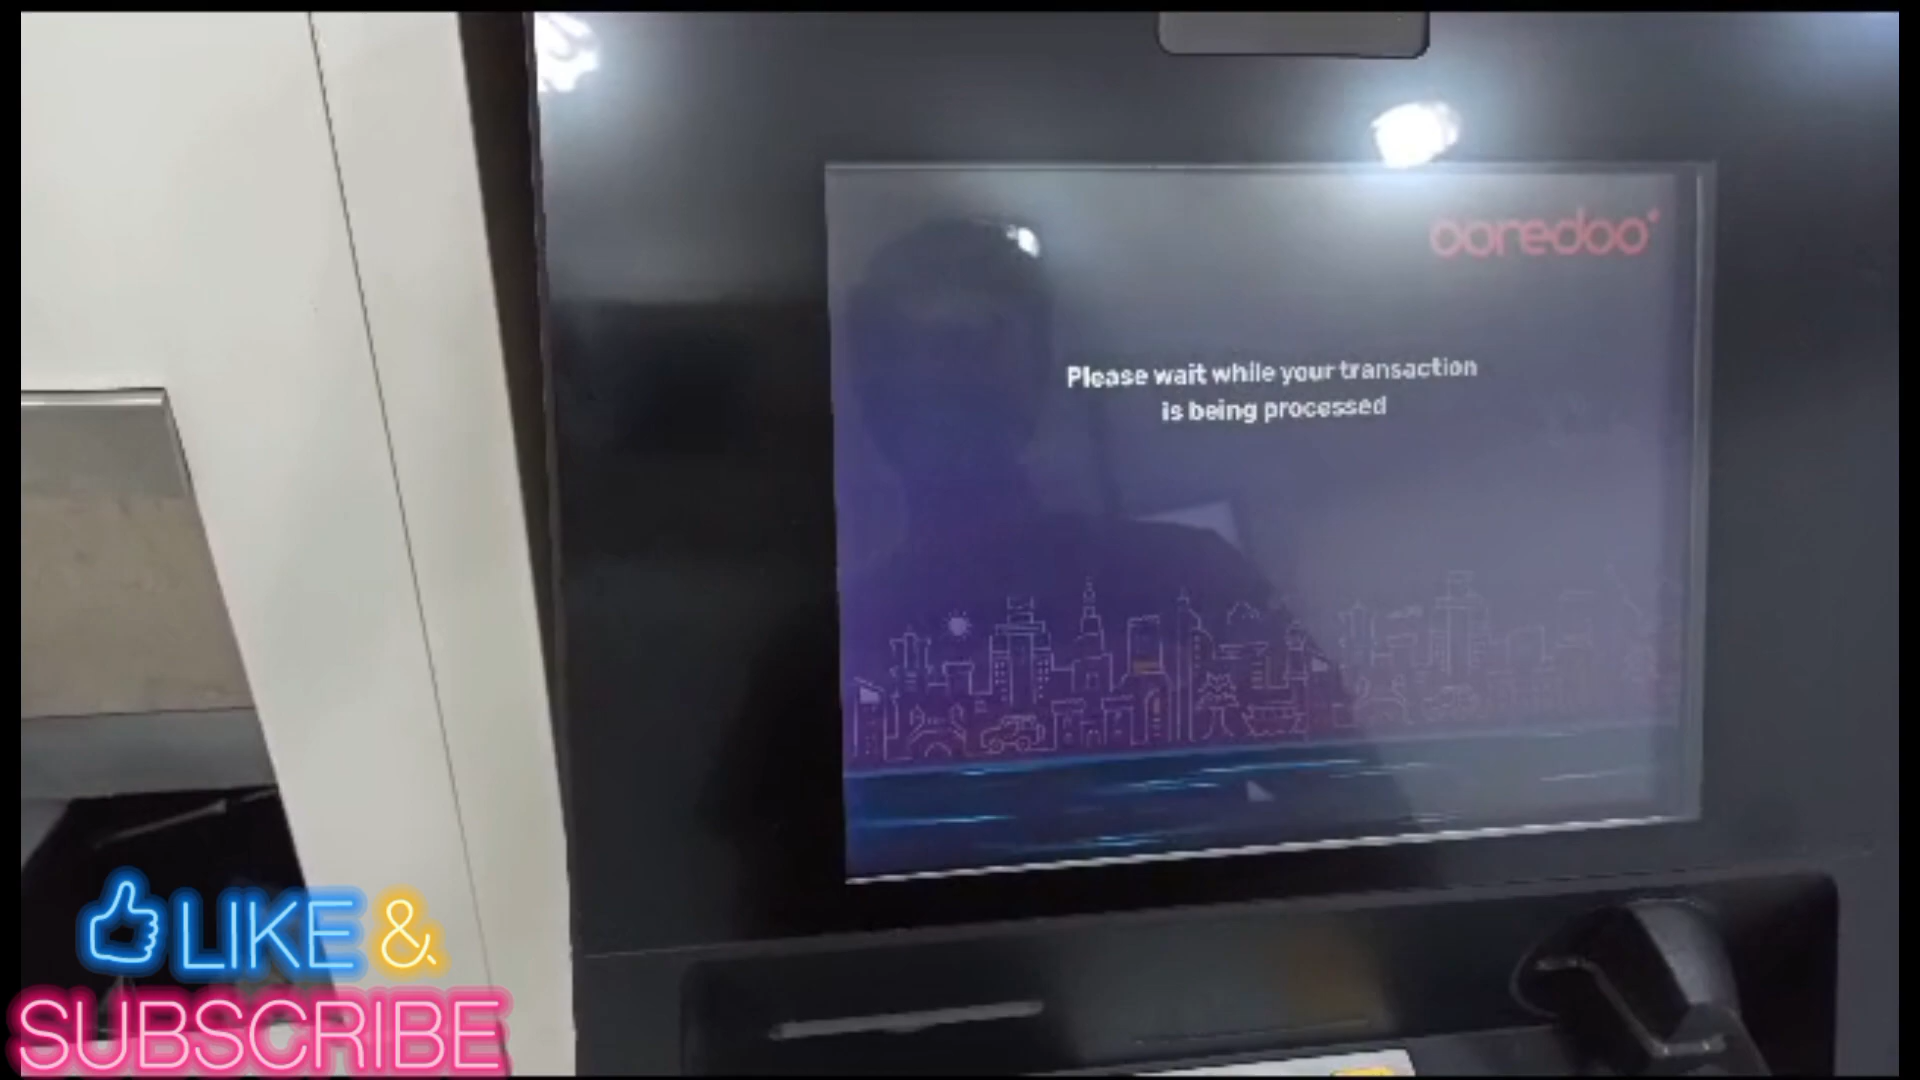 ooredoo
Please wait while your transaction
is being processed
LIKE &
SUBSCRIBE